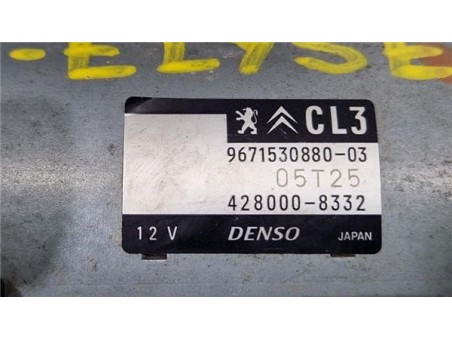 -ELYSE
CL3
9671530880-03
05T25
428000-8332
12 V DENSO JAPAN